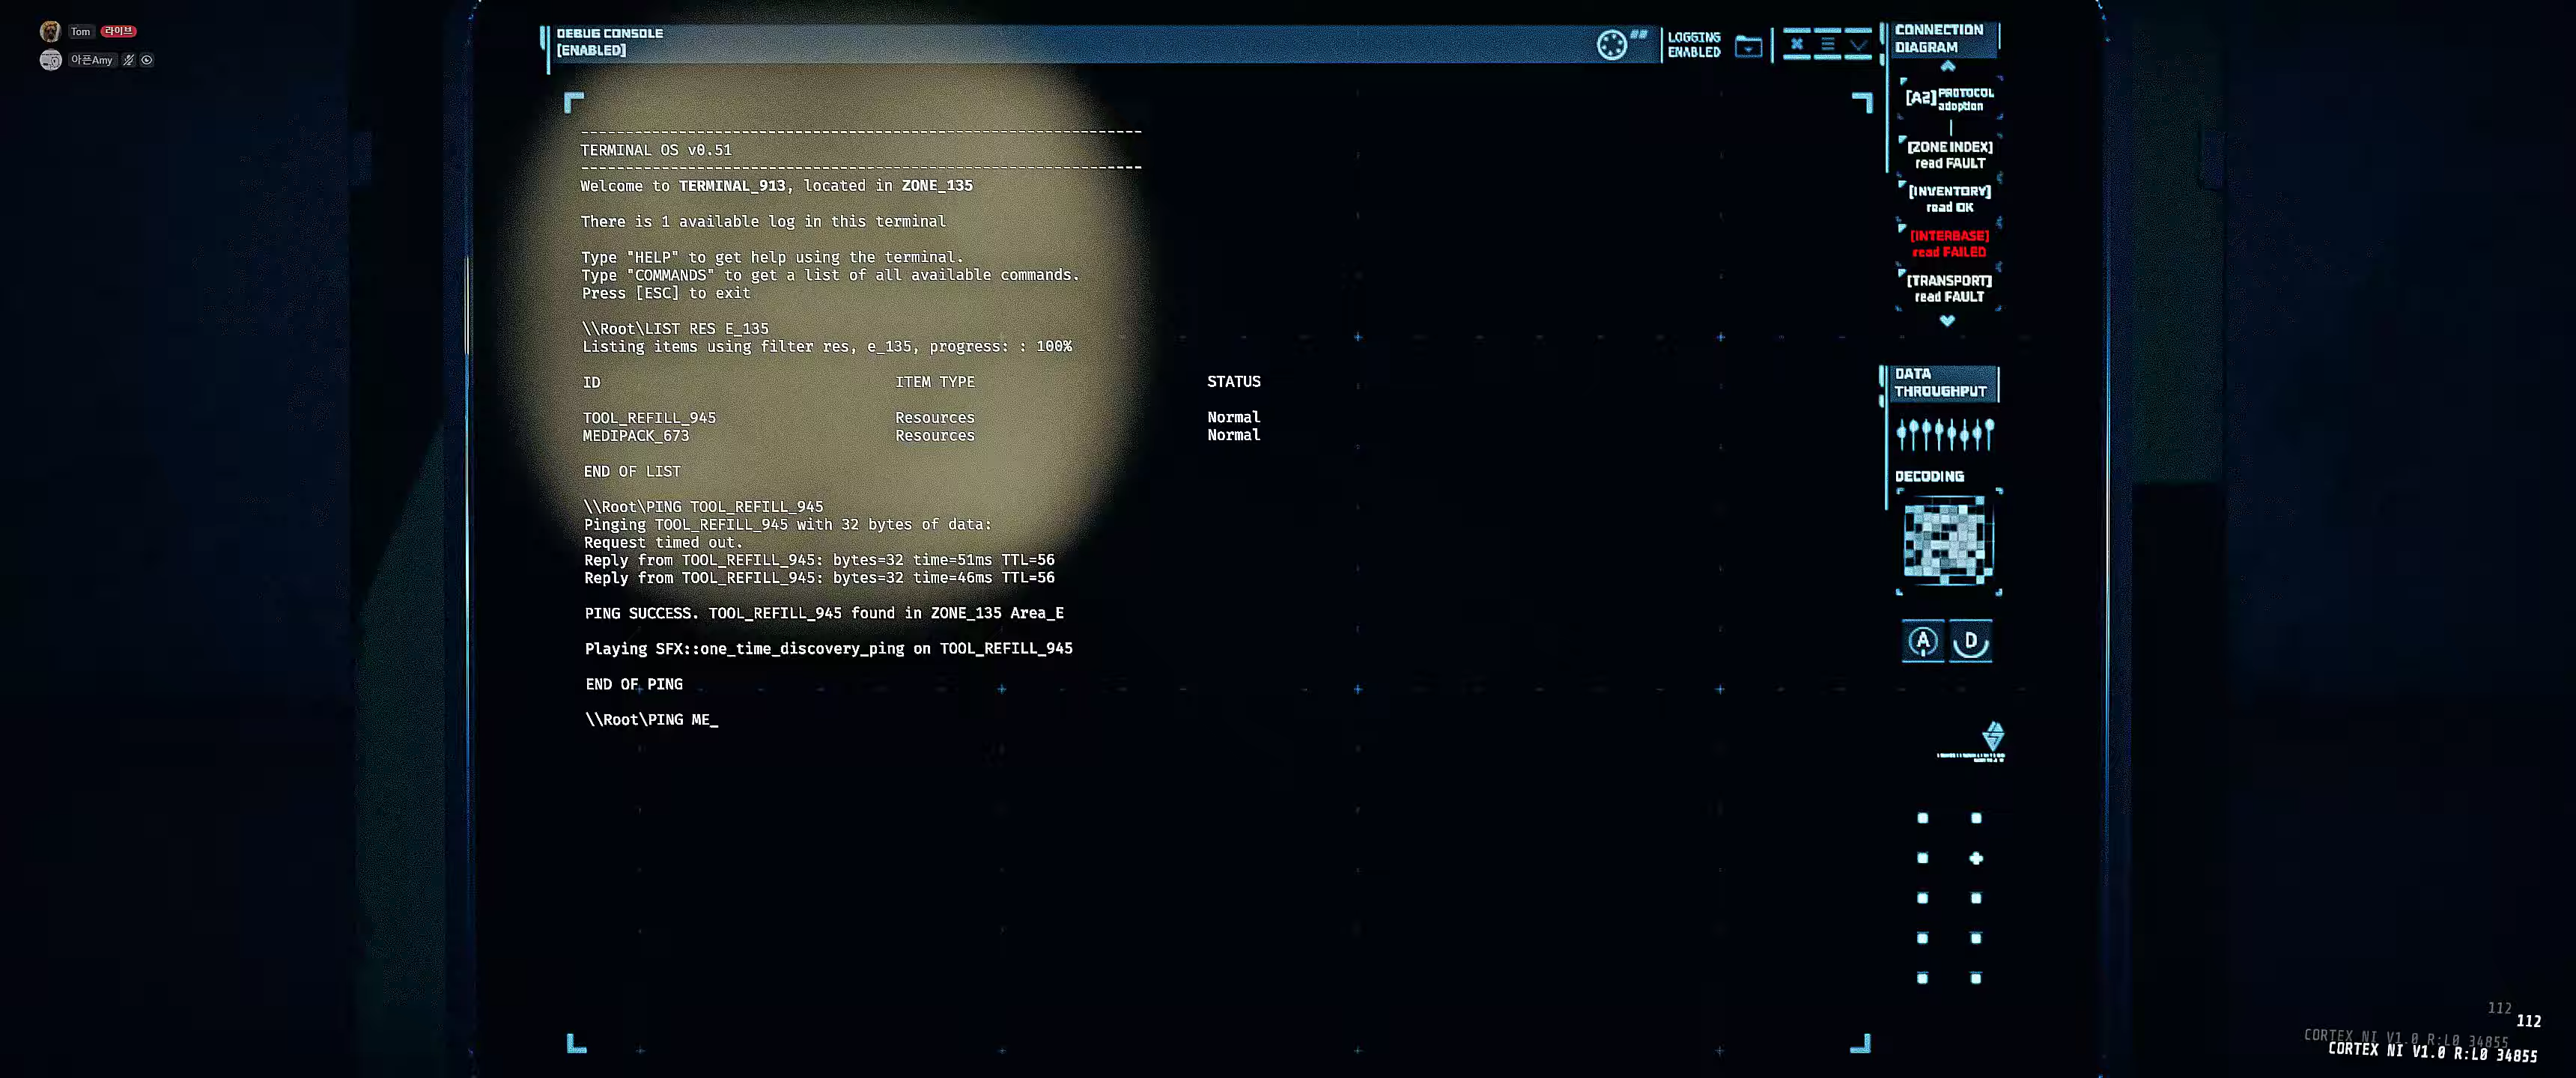 Tom 라이브
아픈Amy
DEBUG CONSOLE
[ENABLED]
LOGGING
ENABLED
------------------------------------------------------------
TERMINAL OS v0.51
------------------------------------------------------------
Welcome to TERMINAL_913, located in ZONE_135
There is 1 available log in this terminal
Type "HELP" to get help using the terminal.
Type "COMMANDS" to get a list of all available commands.
Press [ESC] to exit
\\Root\LIST RES E_135
Listing items using filter res, e_135, progress: : 100%
ID ITEM TYPE STATUS
TOOL_REFILL_945 Resources Normal
MEDIPACK_673 Resources Normal
END OF LIST
\\Root\PING TOOL_REFILL_945
Pinging TOOL_REFILL_945 with 32 bytes of data:
Request timed out.
Reply from TOOL_REFILL_945: bytes=32 time=51ms TTL=56
Reply from TOOL_REFILL_945: bytes=32 time=46ms TTL=56
PING SUCCESS. TOOL_REFILL_945 found in ZONE_135 Area_E
Playing SFX::one_time_discovery_ping on TOOL_REFILL_945
END OF PING
\\Root\PING ME_
CONNECTION
DIAGRAM
[A2] PROTOCOL
adoption
[ZONE INDEX]
read FAULT
[INVENTORY]
read OK
[INTERBASE]
read FAILED
[TRANSPORT]
read FAULT
DATA
THROUGHPUT
DECODING
A D
112
112
CORTEX NI V1.0 R:L0 34855
CORTEX NI V1.0 R:L0 34855